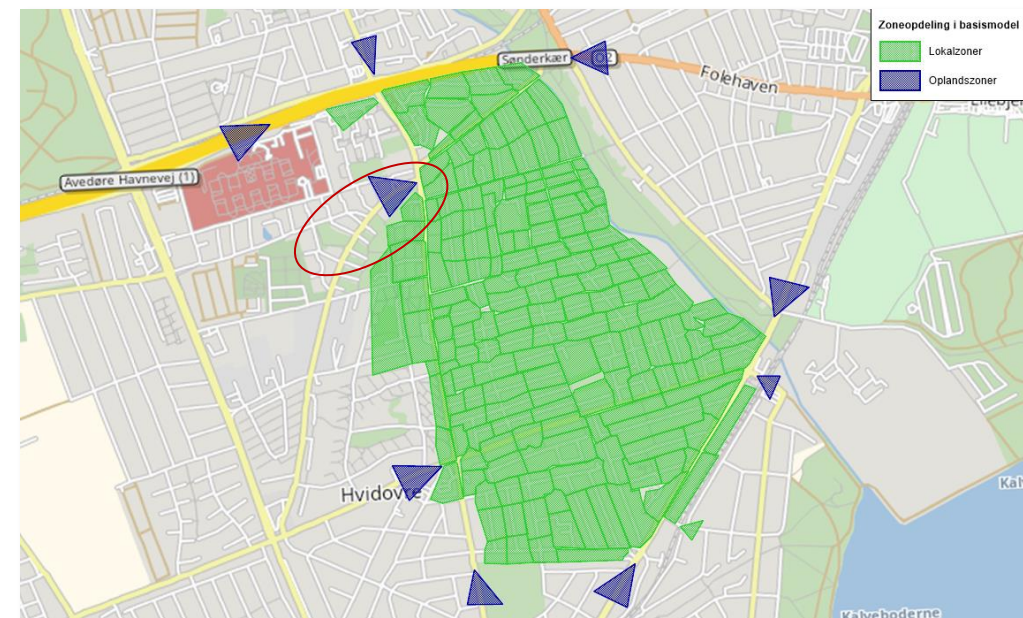 Zoneopdeling i basismodel
Lokalzoner
Oplandszoner
Sønderkær
O2
Folehaven
Avedøre Havnevej (1)
Hvidovre
Kalveboderne